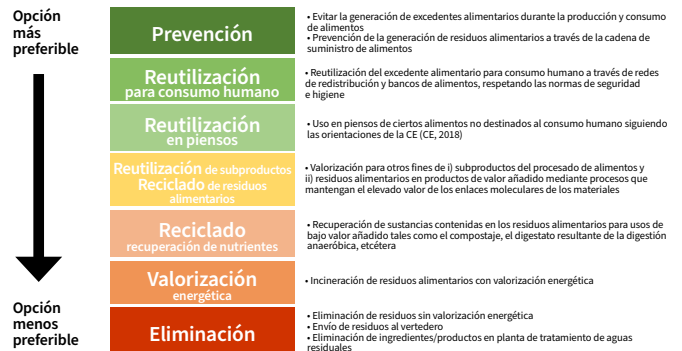 Opción
más
preferible
Prevención
• Evitar la generación de excedentes alimentarios durante la producción y consumo
de alimentos
• Prevención de la generación de residuos alimentarios a través de la cadena de
suministro de alimentos
Reutilización
para consumo humano
• Reutilización del excedente alimentario para consumo humano a través de redes
de redistribución y bancos de alimentos, respetando las normas de seguridad
e higiene
Reutilización
en piensos
• Uso en piensos de ciertos alimentos no destinados al consumo humano siguiendo
las orientaciones de la CE (CE, 2018)
Reutilización de subproductos
Reciclado de residuos
alimentarios
• Valorización para otros fines de i) subproductos del procesado de alimentos y
ii) residuos alimentarios en productos de valor añadido mediante procesos que
mantengan el elevado valor de los enlaces moleculares de los materiales
Reciclado
recuperación de nutrientes
• Recuperación de sustancias contenidas en los residuos alimentarios para usos de
bajo valor añadido tales como el compostaje, el digestato resultante de la digestión
anaeróbica, etcétera
Valorización
energética
• Incineración de residuos alimentarios con valorización energética
Opción
menos
preferible
Eliminación
• Eliminación de residuos sin valorización energética
• Envío de residuos al vertedero
• Eliminación de ingredientes/productos en planta de tratamiento de aguas
residuales